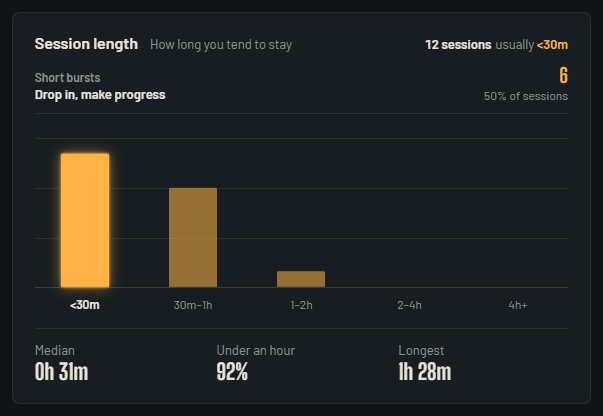 Session length How long you tend to stay 12 sessions usually <30m
Short bursts 6
Drop in, make progress 50% of sessions
<30m 30m–1h 1–2h 2–4h 4h+
Median Under an hour Longest
0h 31m 92% 1h 28m